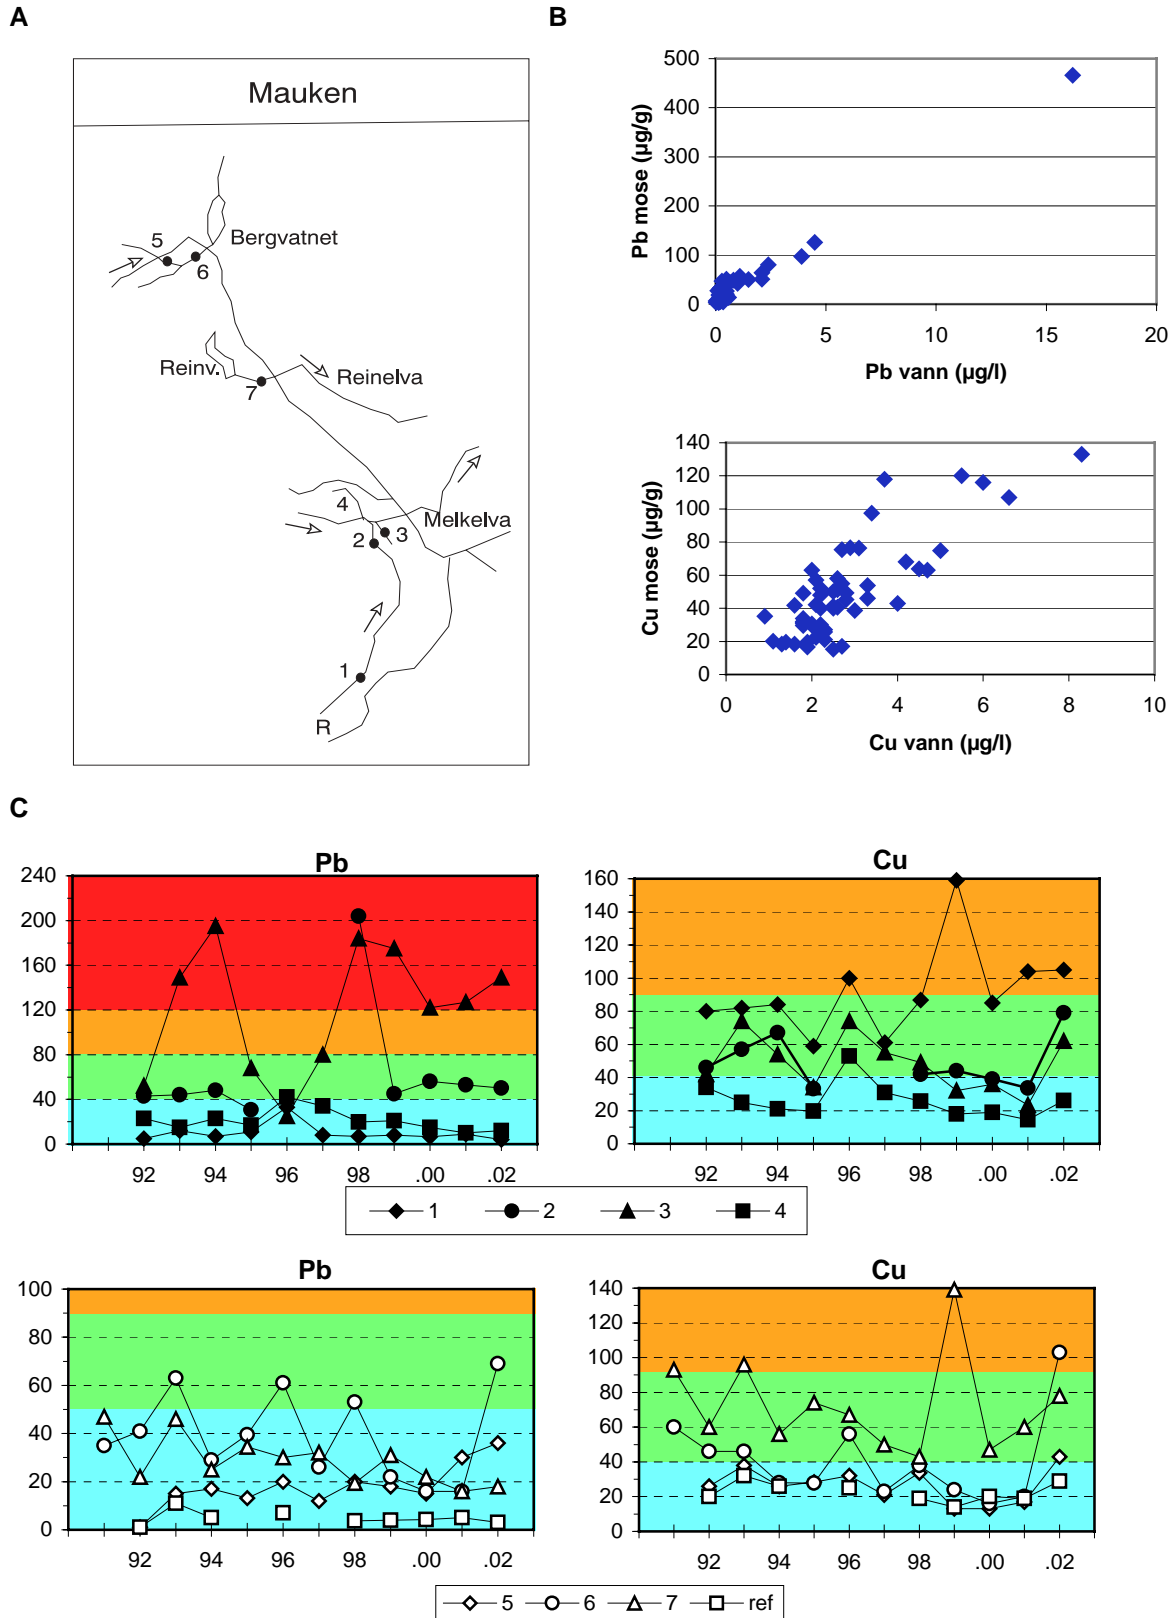 A
B
Mauken
Bergvatnet
5
6
Reinv.
7
Reinelva
4
2
3
Melkelva
1
R
500
400
300
200
100
0
Pb mose (µg/g)
0 5 10 15 20
Pb vann (µg/l)
140
120
100
80
60
40
20
0
Cu mose (µg/g)
0 2 4 6 8 10
Cu vann (µg/l)
C
Pb
240
200
160
120
80
40
0
92 94 96 98 .00 .02
Cu
160
140
120
100
80
60
40
20
0
92 94 96 98 .00 .02
1 2 3 4
Pb
100
80
60
40
20
0
92 94 96 98 .00 .02
Cu
140
120
100
80
60
40
20
0
92 94 96 98 .00 .02
5 6 7 ref